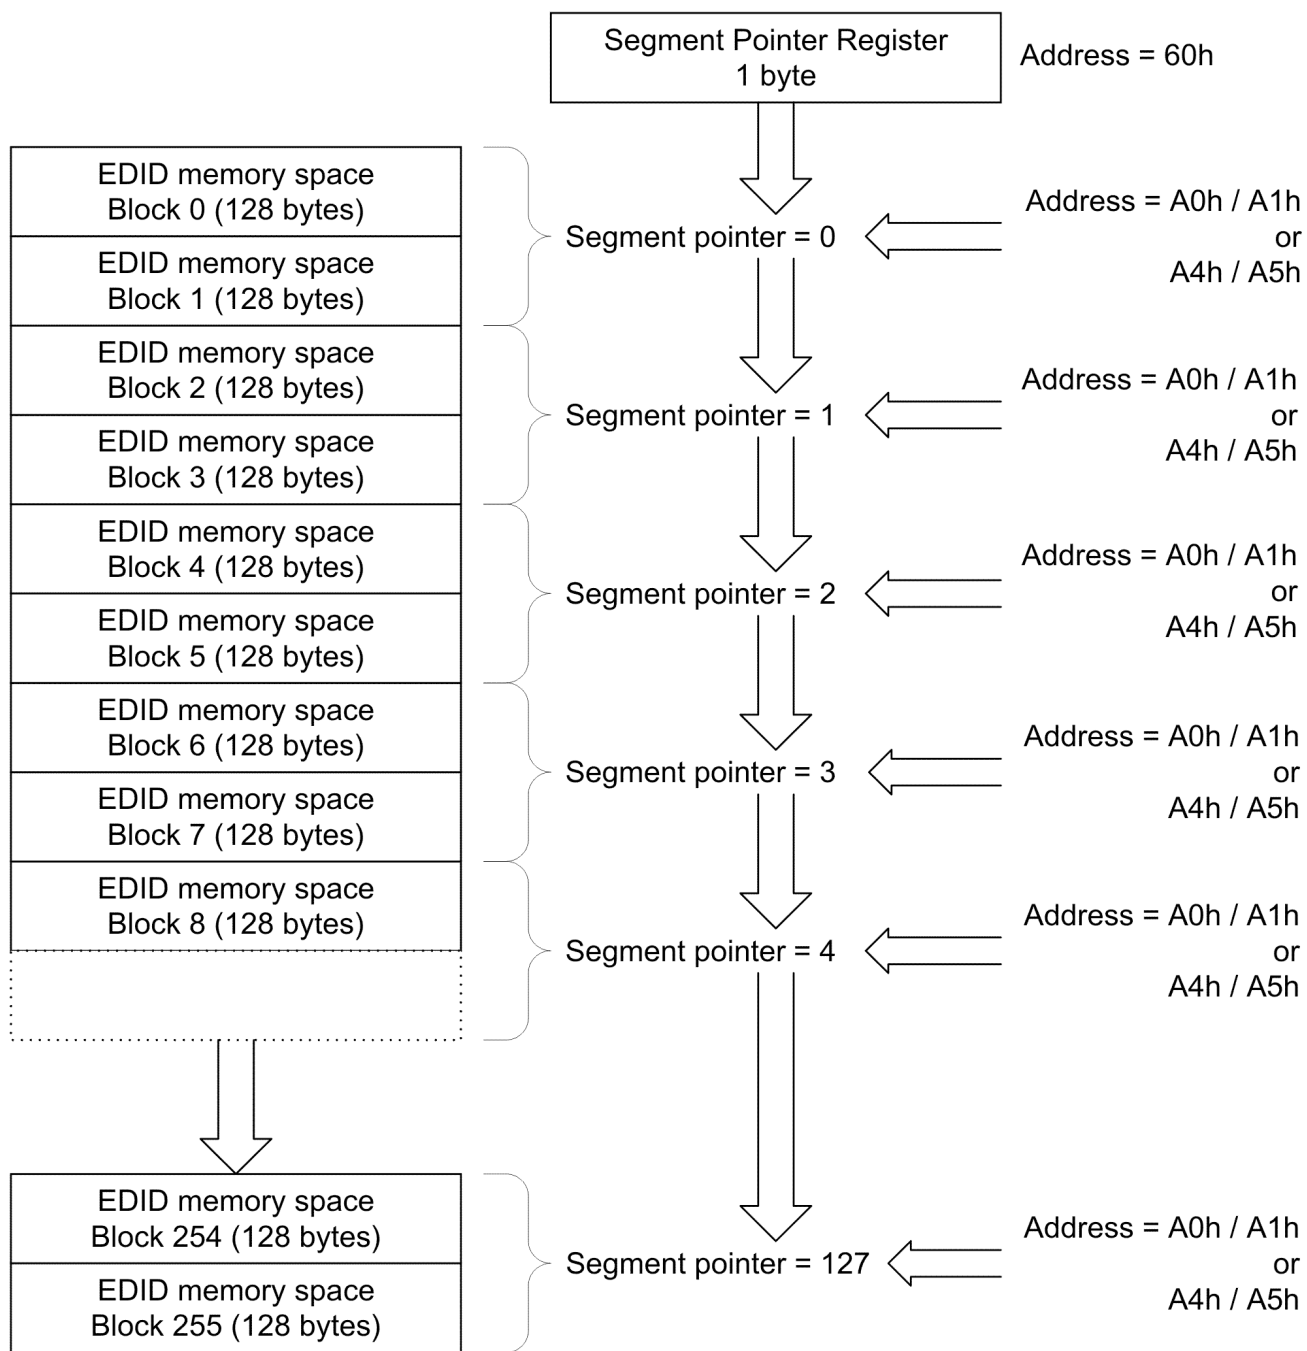 Segment Pointer Register
1 byte
Address = 60h
EDID memory space
Block 0 (128 bytes)
EDID memory space
Block 1 (128 bytes)
Segment pointer = 0
Address = A0h / A1h
or
A4h / A5h
EDID memory space
Block 2 (128 bytes)
EDID memory space
Block 3 (128 bytes)
Segment pointer = 1
Address = A0h / A1h
or
A4h / A5h
EDID memory space
Block 4 (128 bytes)
EDID memory space
Block 5 (128 bytes)
Segment pointer = 2
Address = A0h / A1h
or
A4h / A5h
EDID memory space
Block 6 (128 bytes)
EDID memory space
Block 7 (128 bytes)
Segment pointer = 3
Address = A0h / A1h
or
A4h / A5h
EDID memory space
Block 8 (128 bytes)
Segment pointer = 4
Address = A0h / A1h
or
A4h / A5h
EDID memory space
Block 254 (128 bytes)
EDID memory space
Block 255 (128 bytes)
Segment pointer = 127
Address = A0h / A1h
or
A4h / A5h